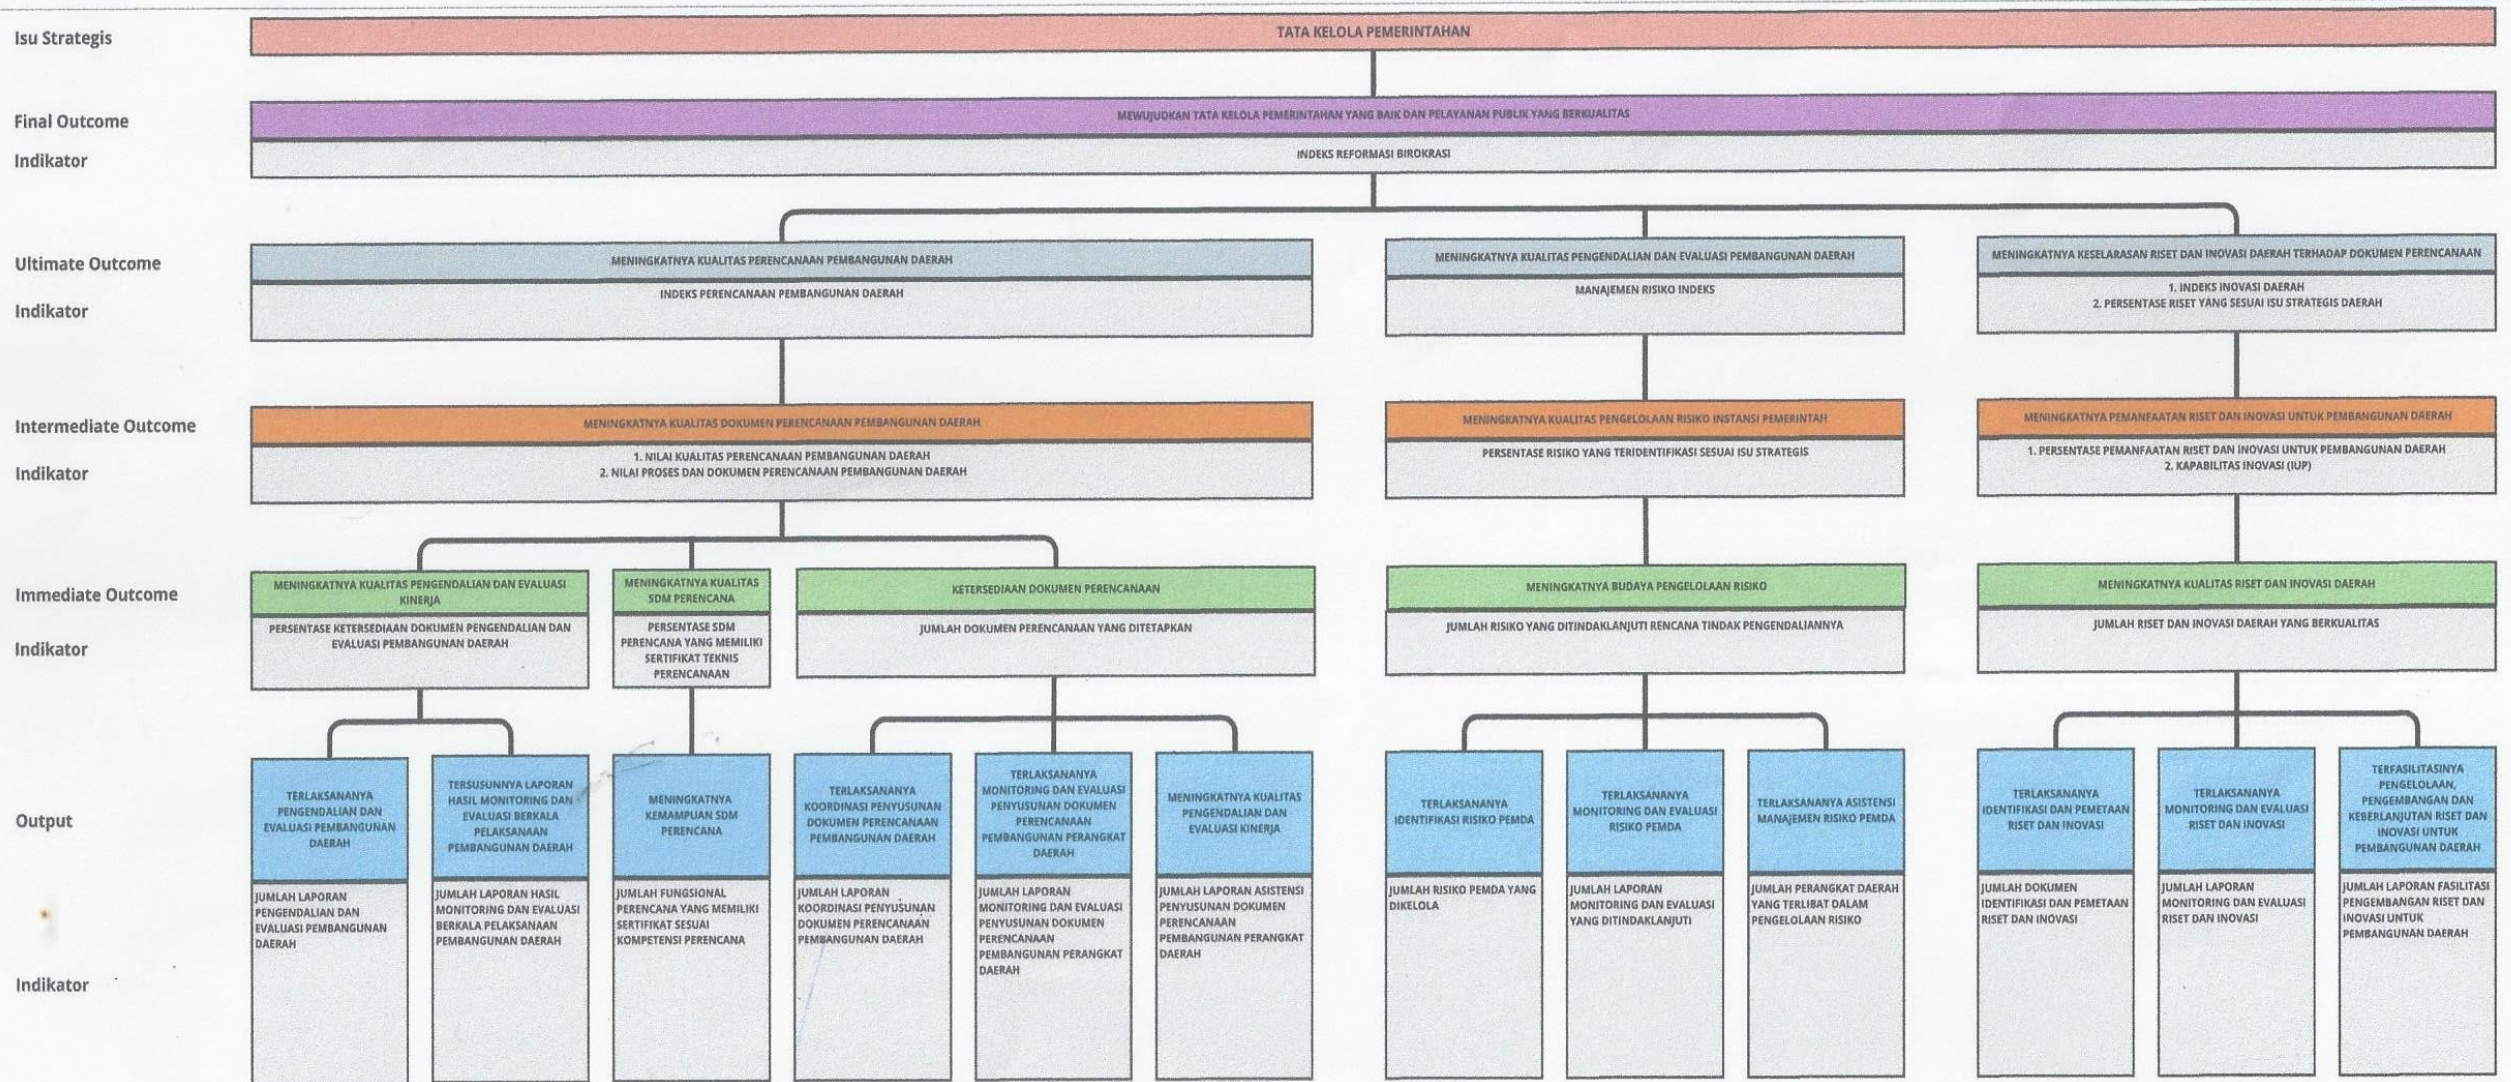 Isu Strategis
TATA KELOLA PEMERINTAHAN
Final Outcome
MEWUJUDKAN TATA KELOLA PEMERINTAHAN YANG BAIK DAN PELAYANAN PUBLIK YANG BERKUALITAS
Indikator
INDEKS REFORMASI BIROKRASI
Ultimate Outcome
MENINGKATNYA KUALITAS PERENCANAAN PEMBANGUNAN DAERAH
MENINGKATNYA KUALITAS PENGENDALIAN DAN EVALUASI PEMBANGUNAN DAERAH
MENINGKATNYA KESELARASAN RISET DAN INOVASI DAERAH TERHADAP DOKUMEN PERENCANAAN
Indikator
INDEKS PERENCANAAN PEMBANGUNAN DAERAH
MANAJEMEN RISIKO INDEKS
1. INDEKS INOVASI DAERAH
2. PERSENTASE RISET YANG SESUAI ISU STRATEGIS DAERAH
Intermediate Outcome
MENINGKATNYA KUALITAS DOKUMEN PERENCANAAN PEMBANGUNAN DAERAH
MENINGKATNYA KUALITAS PENGELOLAAN RISIKO INSTANSI PEMERINTAH
MENINGKATNYA PEMANFAATAN RISET DAN INOVASI UNTUK PEMBANGUNAN DAERAH
Indikator
1. NILAI KUALITAS PERENCANAAN PEMBANGUNAN DAERAH
2. NILAI PROSES DAN DOKUMEN PERENCANAAN PEMBANGUNAN DAERAH
PERSENTASE RISIKO YANG TERIDENTIFIKASI SESUAI ISU STRATEGIS
1. PERSENTASE PEMANFAATAN RISET DAN INOVASI UNTUK PEMBANGUNAN DAERAH
2. KAPABILITAS INOVASI (IUP)
Immediate Outcome
MENINGKATNYA KUALITAS PENGENDALIAN DAN EVALUASI
KINERJA
MENINGKATNYA KUALITAS
SDM PERENCANA
KETERSEDIAAN DOKUMEN PERENCANAAN
MENINGKATNYA BUDAYA PENGELOLAAN RISIKO
MENINGKATNYA KUALITAS RISET DAN INOVASI DAERAH
Indikator
PERSENTASE KETERSEDIAAN DOKUMEN PENGENDALIAN DAN
EVALUASI PEMBANGUNAN DAERAH
PERSENTASE SDM
PERENCANA YANG MEMILIKI
SERTIFIKAT TEKNIS
PERENCANAAN
JUMLAH DOKUMEN PERENCANAAN YANG DITETAPKAN
JUMLAH RISIKO YANG DITINDAKLANJUTI RENCANA TINDAK PENGENDALIANNYA
JUMLAH RISET DAN INOVASI DAERAH YANG BERKUALITAS
Output
TERLAKSANANYA
PENGENDALIAN DAN
EVALUASI PEMBANGUNAN
DAERAH
TERSUSUNNYA LAPORAN
HASIL MONITORING DAN
EVALUASI BERKALA
PELAKSANAAN
PEMBANGUNAN DAERAH
MENINGKATNYA
KEMAMPUAN SDM
PERENCANA
TERLAKSANANYA
KOORDINASI PENYUSUNAN
DOKUMEN PERENCANAAN
PEMBANGUNAN DAERAH
TERLAKSANANYA
MONITORING DAN EVALUASI
PENYUSUNAN DOKUMEN
PERENCANAAN
PEMBANGUNAN PERANGKAT
DAERAH
MENINGKATNYA KUALITAS
PENGENDALIAN DAN
EVALUASI KINERJA
TERLAKSANANYA
IDENTIFIKASI RISIKO PEMDA
TERLAKSANANYA
MONITORING DAN EVALUASI
RISIKO PEMDA
TERLAKSANANYA ASISTENSI
MANAJEMEN RISIKO PEMDA
TERLAKSANANYA
IDENTIFIKASI DAN PEMETAAN
RISET DAN INOVASI
TERLAKSANANYA
MONITORING DAN EVALUASI
RISET DAN INOVASI
TERFASILITASINYA
PENGELOLAAN,
PENGEMBANGAN DAN
KEBERLANJUTAN RISET DAN
INOVASI UNTUK
PEMBANGUNAN DAERAH
Indikator
JUMLAH LAPORAN
PENGENDALIAN DAN
EVALUASI PEMBANGUNAN
DAERAH
JUMLAH LAPORAN HASIL
MONITORING DAN EVALUASI
BERKALA PELAKSANAAN
PEMBANGUNAN DAERAH
JUMLAH FUNGSIONAL
PERENCANA YANG MEMILIKI
SERTIFIKAT SESUAI
KOMPETENSI PERENCANA
JUMLAH LAPORAN
KOORDINASI PENYUSUNAN
DOKUMEN PERENCANAAN
PEMBANGUNAN DAERAH
JUMLAH LAPORAN
MONITORING DAN EVALUASI
PENYUSUNAN DOKUMEN
PERENCANAAN
PEMBANGUNAN PERANGKAT
DAERAH
JUMLAH LAPORAN ASISTENSI
PENYUSUNAN DOKUMEN
PERENCANAAN
PEMBANGUNAN PERANGKAT
DAERAH
JUMLAH RISIKO PEMDA YANG
DIKELOLA
JUMLAH LAPORAN
MONITORING DAN EVALUASI
YANG DITINDAKLANJUTI
JUMLAH PERANGKAT DAERAH
YANG TERLIBAT DALAM
PENGELOLAAN RISIKO
JUMLAH DOKUMEN
IDENTIFIKASI DAN PEMETAAN
RISET DAN INOVASI
JUMLAH LAPORAN
MONITORING DAN EVALUASI
RISET DAN INOVASI
JUMLAH LAPORAN FASILITASI
PENGEMBANGAN RISET DAN
INOVASI UNTUK
PEMBANGUNAN DAERAH